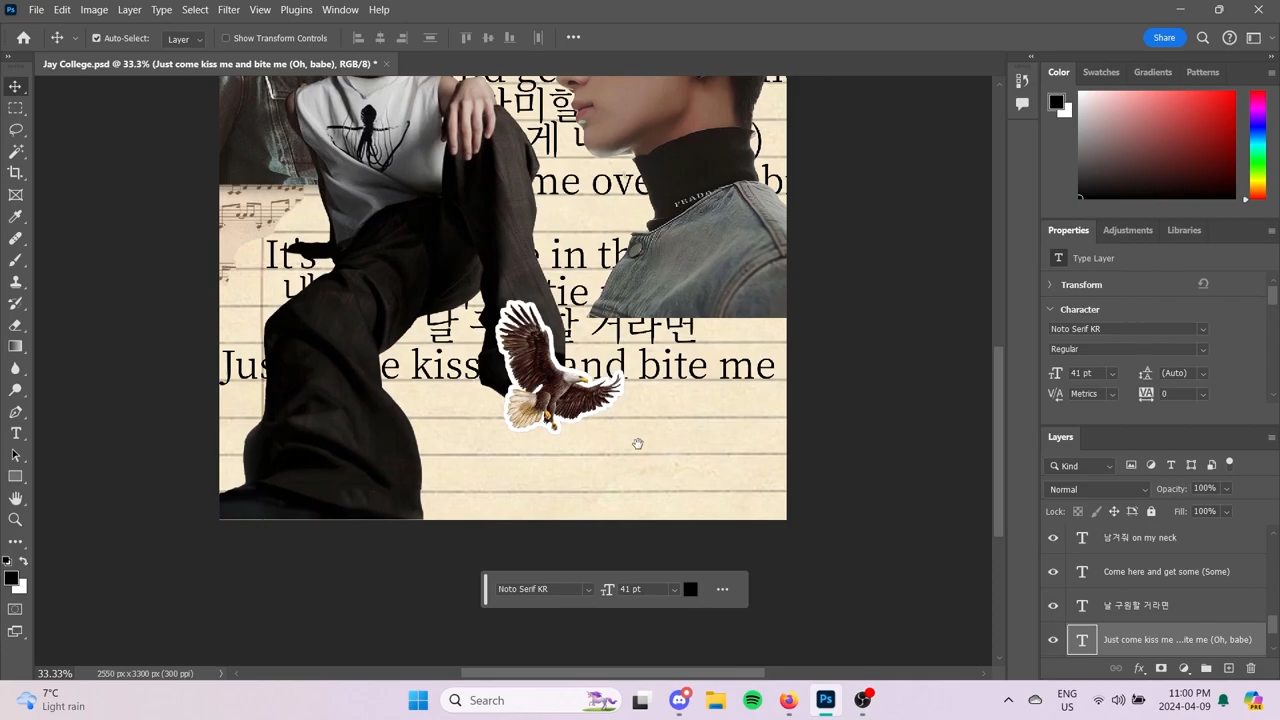 Ps File Edit Image Layer Type Select Filter View Plugins Window Help
Auto-Select: Layer Show Transform Controls Share
Jay College.psd @ 33.3% (Just come kiss me and bite me (Oh, babe), RGB/8) *
Color Swatches Gradients Patterns
me over
PRADA
It's in
날 할 거라면
kiss and bite me
Properties Adjustments Libraries
T Type Layer
Transform
Character
Noto Serif KR
Regular
41 pt (Auto)
Metrics 0
Layers
Kind
Normal Opacity: 100%
Lock: Fill: 100%
남겨줘 on my neck
Come here and get some (Some)
날 구원할 거라면
Just come kiss me ...ite me (Oh, babe)
Noto Serif KR 41 pt
33.33% 2550 px x 3300 px (300 ppi)
7°C
Light rain
Search
Ps
ENG
US
11:00 PM
2024-04-09